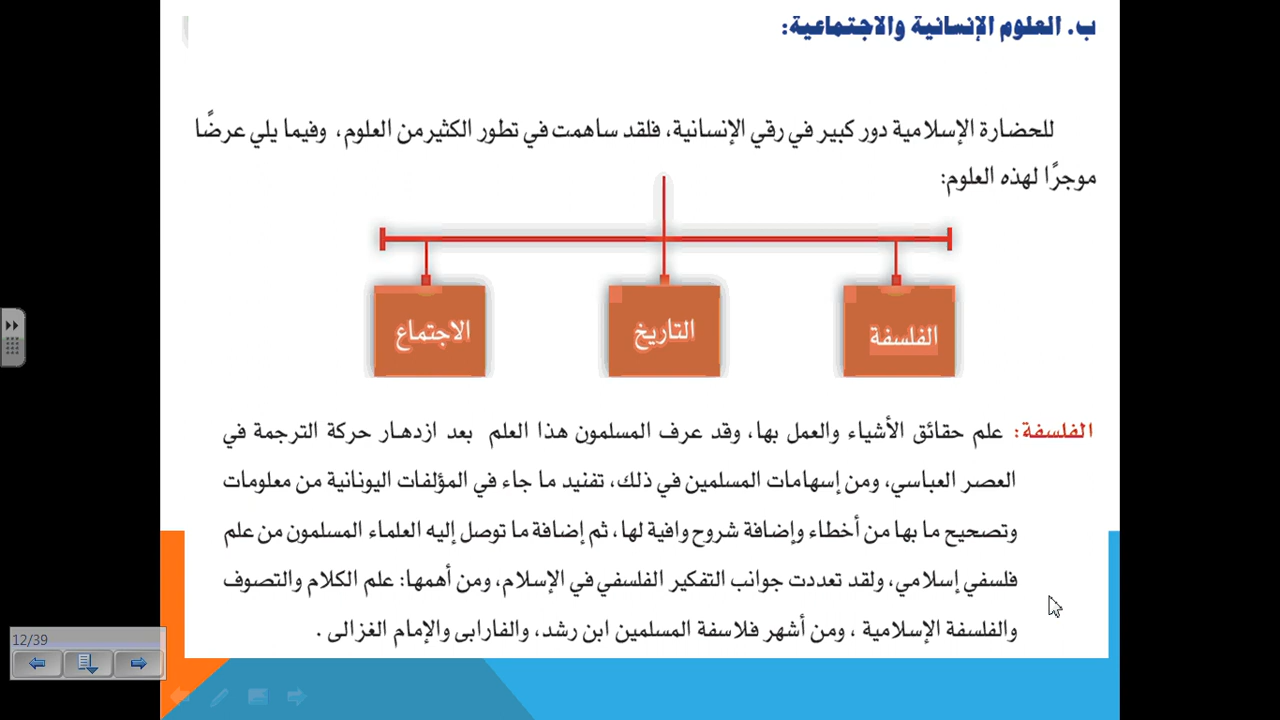 ب. العلوم الإنسانية والاجتماعية:
للحضارة الإسلامية دور كبير في رقي الإنسانية، فلقد ساهمت في تطور الكثير من العلوم، وفيما يلي عرضًا
موجزًا لهذه العلوم:
الفلسفة
التاريخ
الاجتماع
الفلسفة: علم حقائق الأشياء والعمل بها، وقد عرف المسلمون هذا العلم بعد ازدهار حركة الترجمة في
العصر العباسي، ومن إسهامات المسلمين في ذلك، تفنيد ما جاء في المؤلفات اليونانية من معلومات
وتصحيح ما بها من أخطاء وإضافة شروح وافية لها، ثم إضافة ما توصل إليه العلماء المسلمون من علم
فلسفي إسلامي، ولقد تعددت جوانب التفكير الفلسفي في الإسلام، ومن أهمها: علم الكلام والتصوف
والفلسفة الإسلامية ، ومن أشهر فلاسفة المسلمين ابن رشد، والفارابى والإمام الغزالى .
12/39